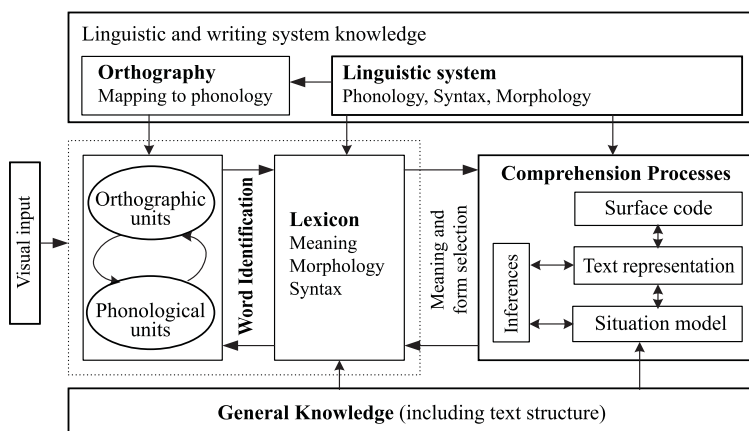 Linguistic and writing system knowledge
Orthography
Mapping to phonology
Linguistic system
Phonology, Syntax, Morphology
Visual input
Orthographic
units
Phonological
units
Word Identification
Lexicon
Meaning
Morphology
Syntax
Meaning and
form selection
Comprehension Processes
Surface code
Text representation
Situation model
Inferences
General Knowledge (including text structure)